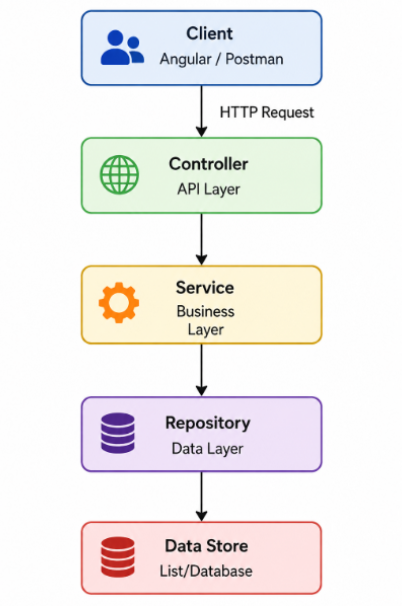 Client
Angular / Postman
HTTP Request
Controller
API Layer
Service
Business
Layer
Repository
Data Layer
Data Store
List/Database